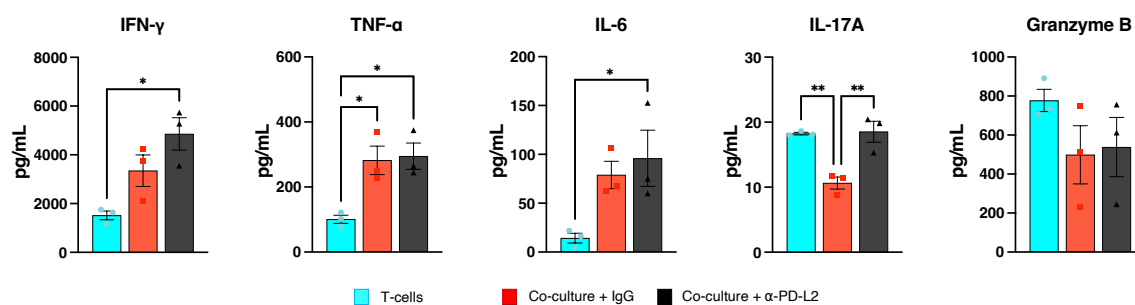 IFN-γ
pg/mL
8000
6000
4000
2000
0
*
TNF-α
pg/mL
600
400
200
0
*
*
IL-6
pg/mL
200
150
100
50
0
*
IL-17A
pg/mL
30
20
10
0
**
**
Granzyme B
pg/mL
1000
800
600
400
200
0
T-cells
Co-culture + IgG
Co-culture + α-PD-L2